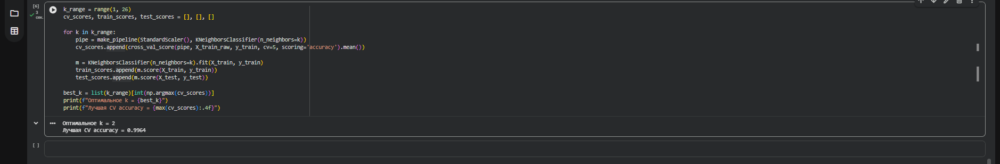 [6]
3
сек.
k_range = range(1, 26)
cv_scores, train_scores, test_scores = [], [], []
for k in k_range:
    pipe = make_pipeline(StandardScaler(), KNeighborsClassifier(n_neighbors=k))
    cv_scores.append(cross_val_score(pipe, X_train_raw, y_train, cv=5, scoring='accuracy').mean())
    m = KNeighborsClassifier(n_neighbors=k).fit(X_train, y_train)
    train_scores.append(m.score(X_train, y_train))
    test_scores.append(m.score(X_test, y_test))
best_k = list(k_range)[int(np.argmax(cv_scores))]
print(f"Оптимальное k = {best_k}")
print(f"Лучшая CV accuracy = {max(cv_scores):.4f}")
Оптимальное k = 2
Лучшая CV accuracy = 0.9964
[ ]